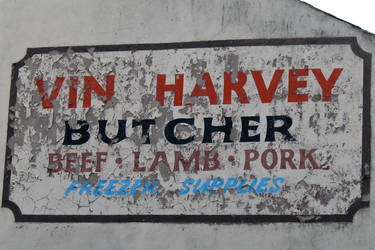 VIN HARVEY
BUTCHER
BEEF · LAMB · PORK
FREEZER SUPPLIES